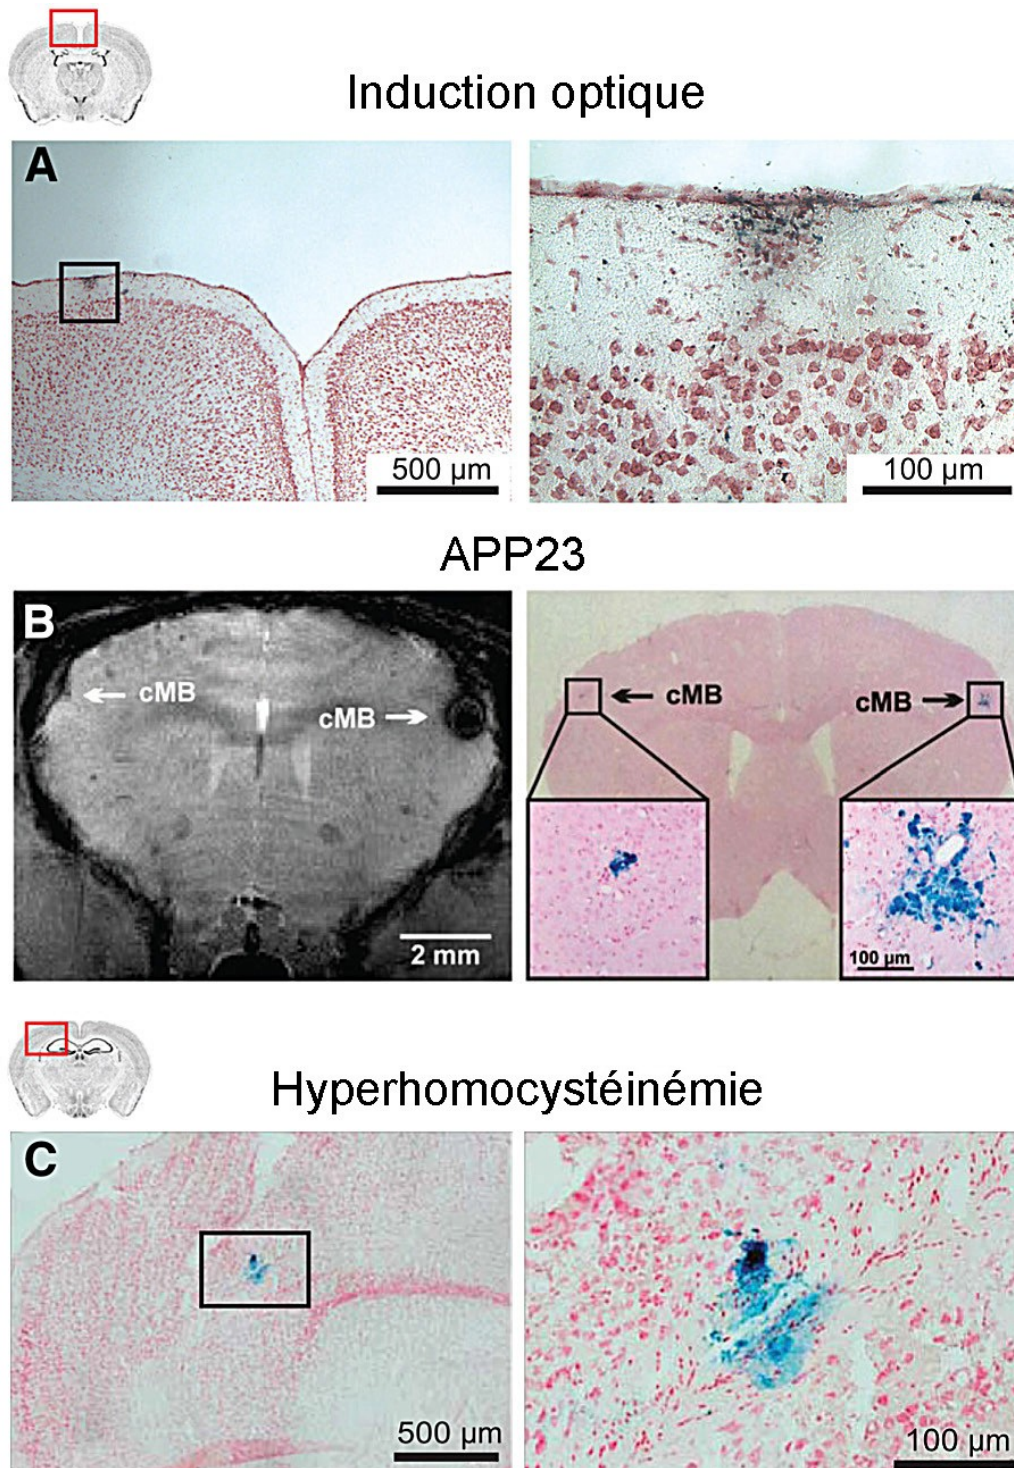 Induction optique
A
500 µm
100 µm
APP23
B
cMB
cMB
2 mm
cMB
cMB
100 µm
Hyperhomocystéinémie
C
500 µm
100 µm